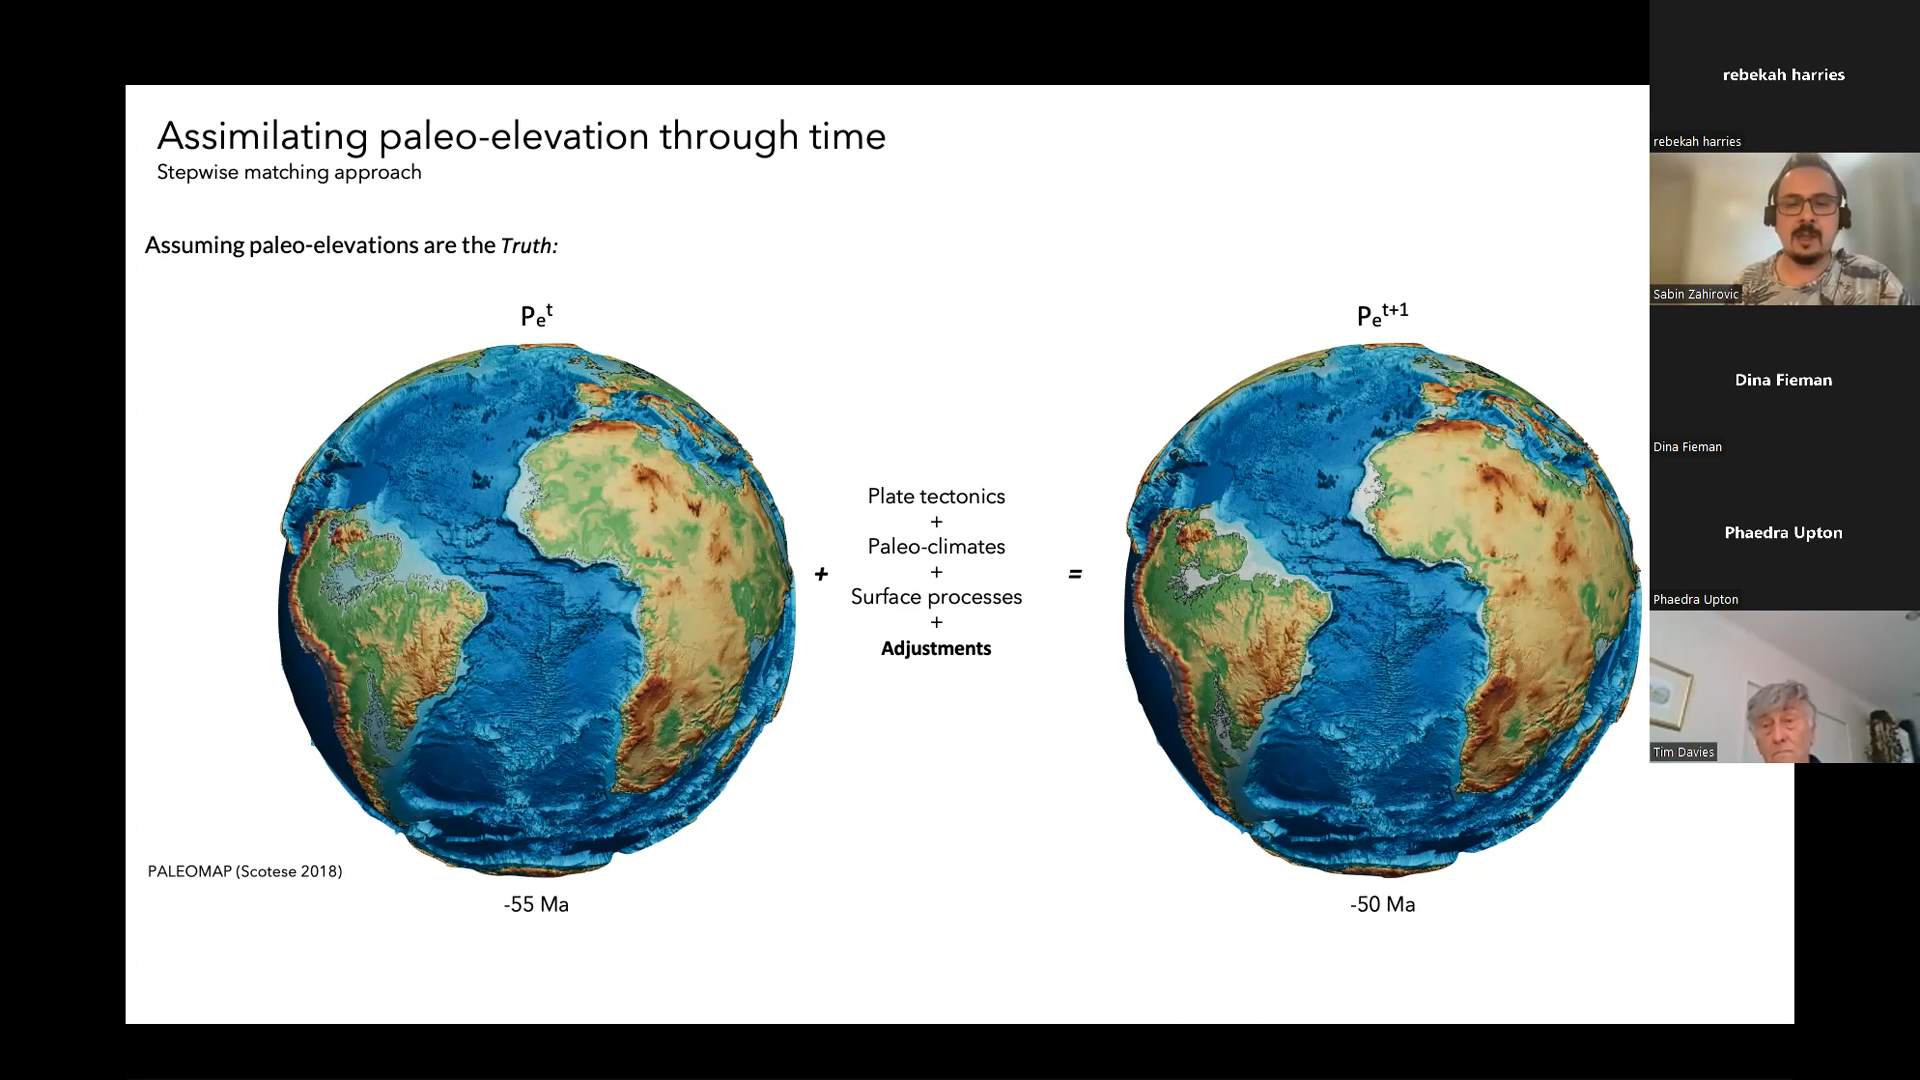 Assimilating paleo-elevation through time
Stepwise matching approach
Assuming paleo-elevations are the Truth:
Peᵗ
Peᵗ⁺¹
Plate tectonics
+
Paleo-climates
+
Surface processes
+
Adjustments
+
=
PALEOMAP (Scotese 2018)
-55 Ma
-50 Ma
rebekah harries
rebekah harries
Sabin Zahirovic
Dina Fieman
Dina Fieman
Phaedra Upton
Phaedra Upton
Tim Davies